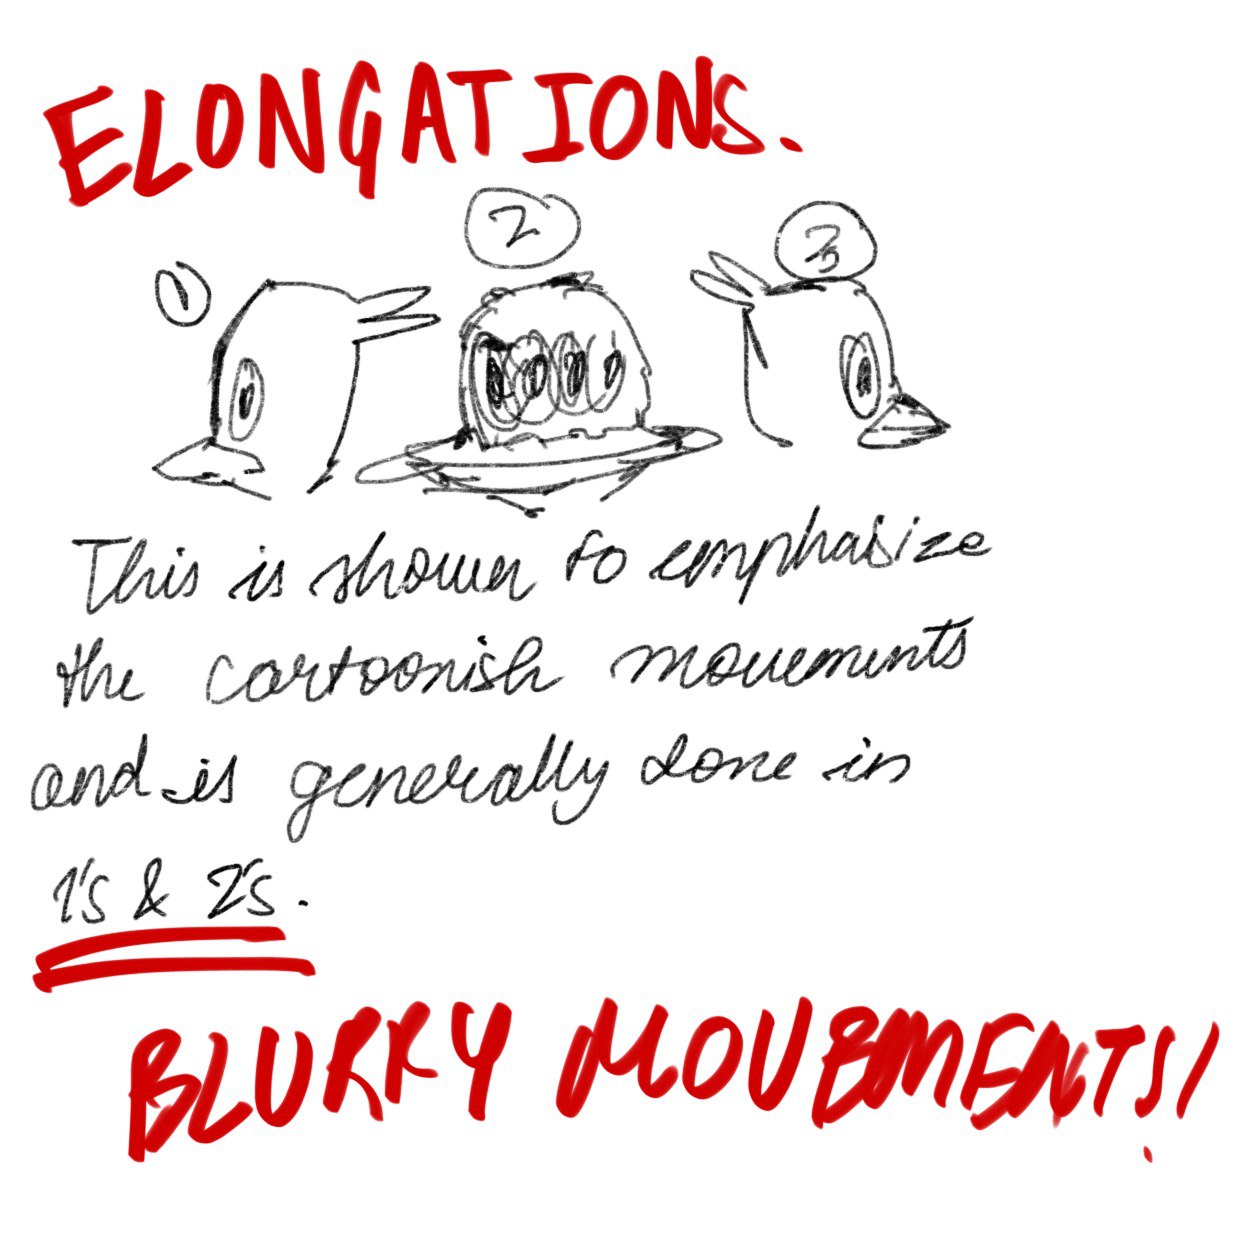 ELONGATIONS.
1 2 3
This is shown to emphasize
the cartoonish movements
and is generally done in
1's & 2's.
BLURRY MOVEMENTS!